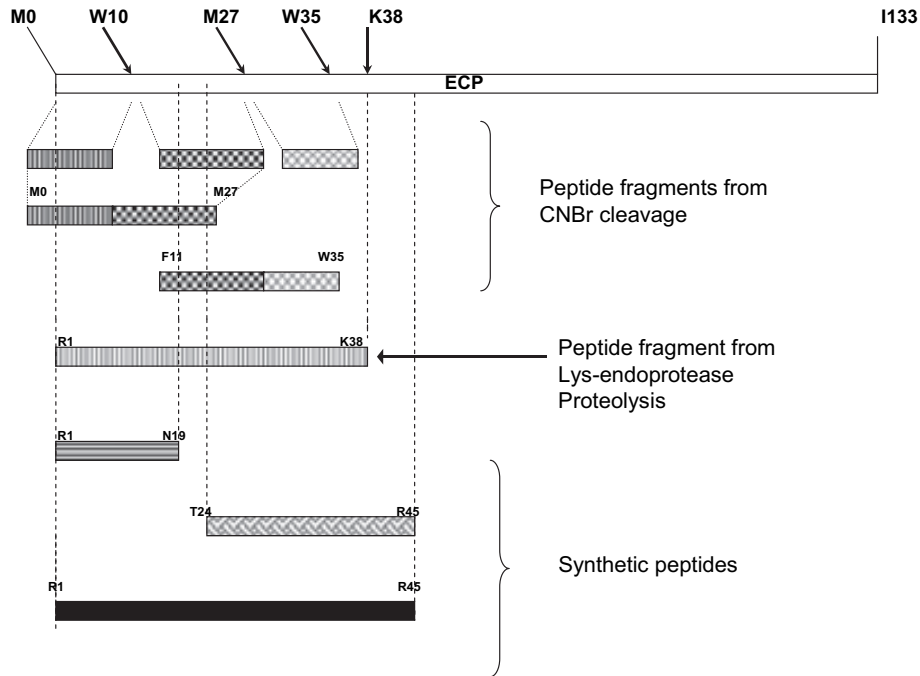 M0 W10 M27 W35 K38 I133
ECP
Peptide fragments from
CNBr cleavage
M0 M27
F11 W35
R1 K38
Peptide fragment from
Lys-endoprotease
Proteolysis
R1 N19
T24 R45
Synthetic peptides
R1 R45